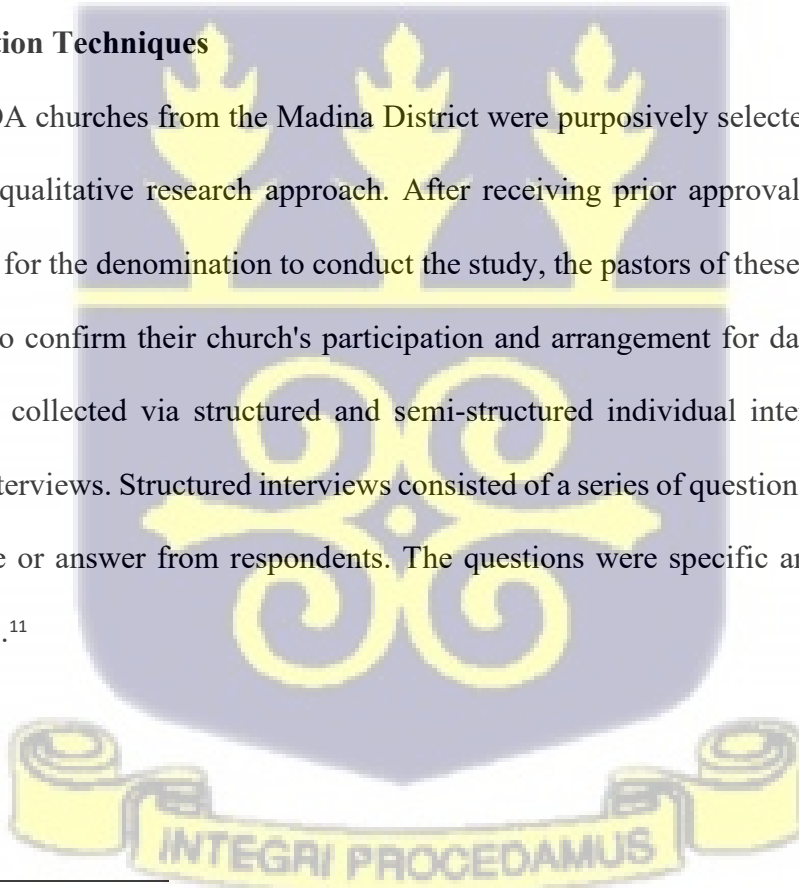 tion Techniques
DA churches from the Madina District were purposively selecte
qualitative research approach. After receiving prior approval
for the denomination to conduct the study, the pastors of these
o confirm their church's participation and arrangement for da
collected via structured and semi-structured individual inter
terviews. Structured interviews consisted of a series of question
e or answer from respondents. The questions were specific an
.¹¹
INTEGRI PROCEDAMUS